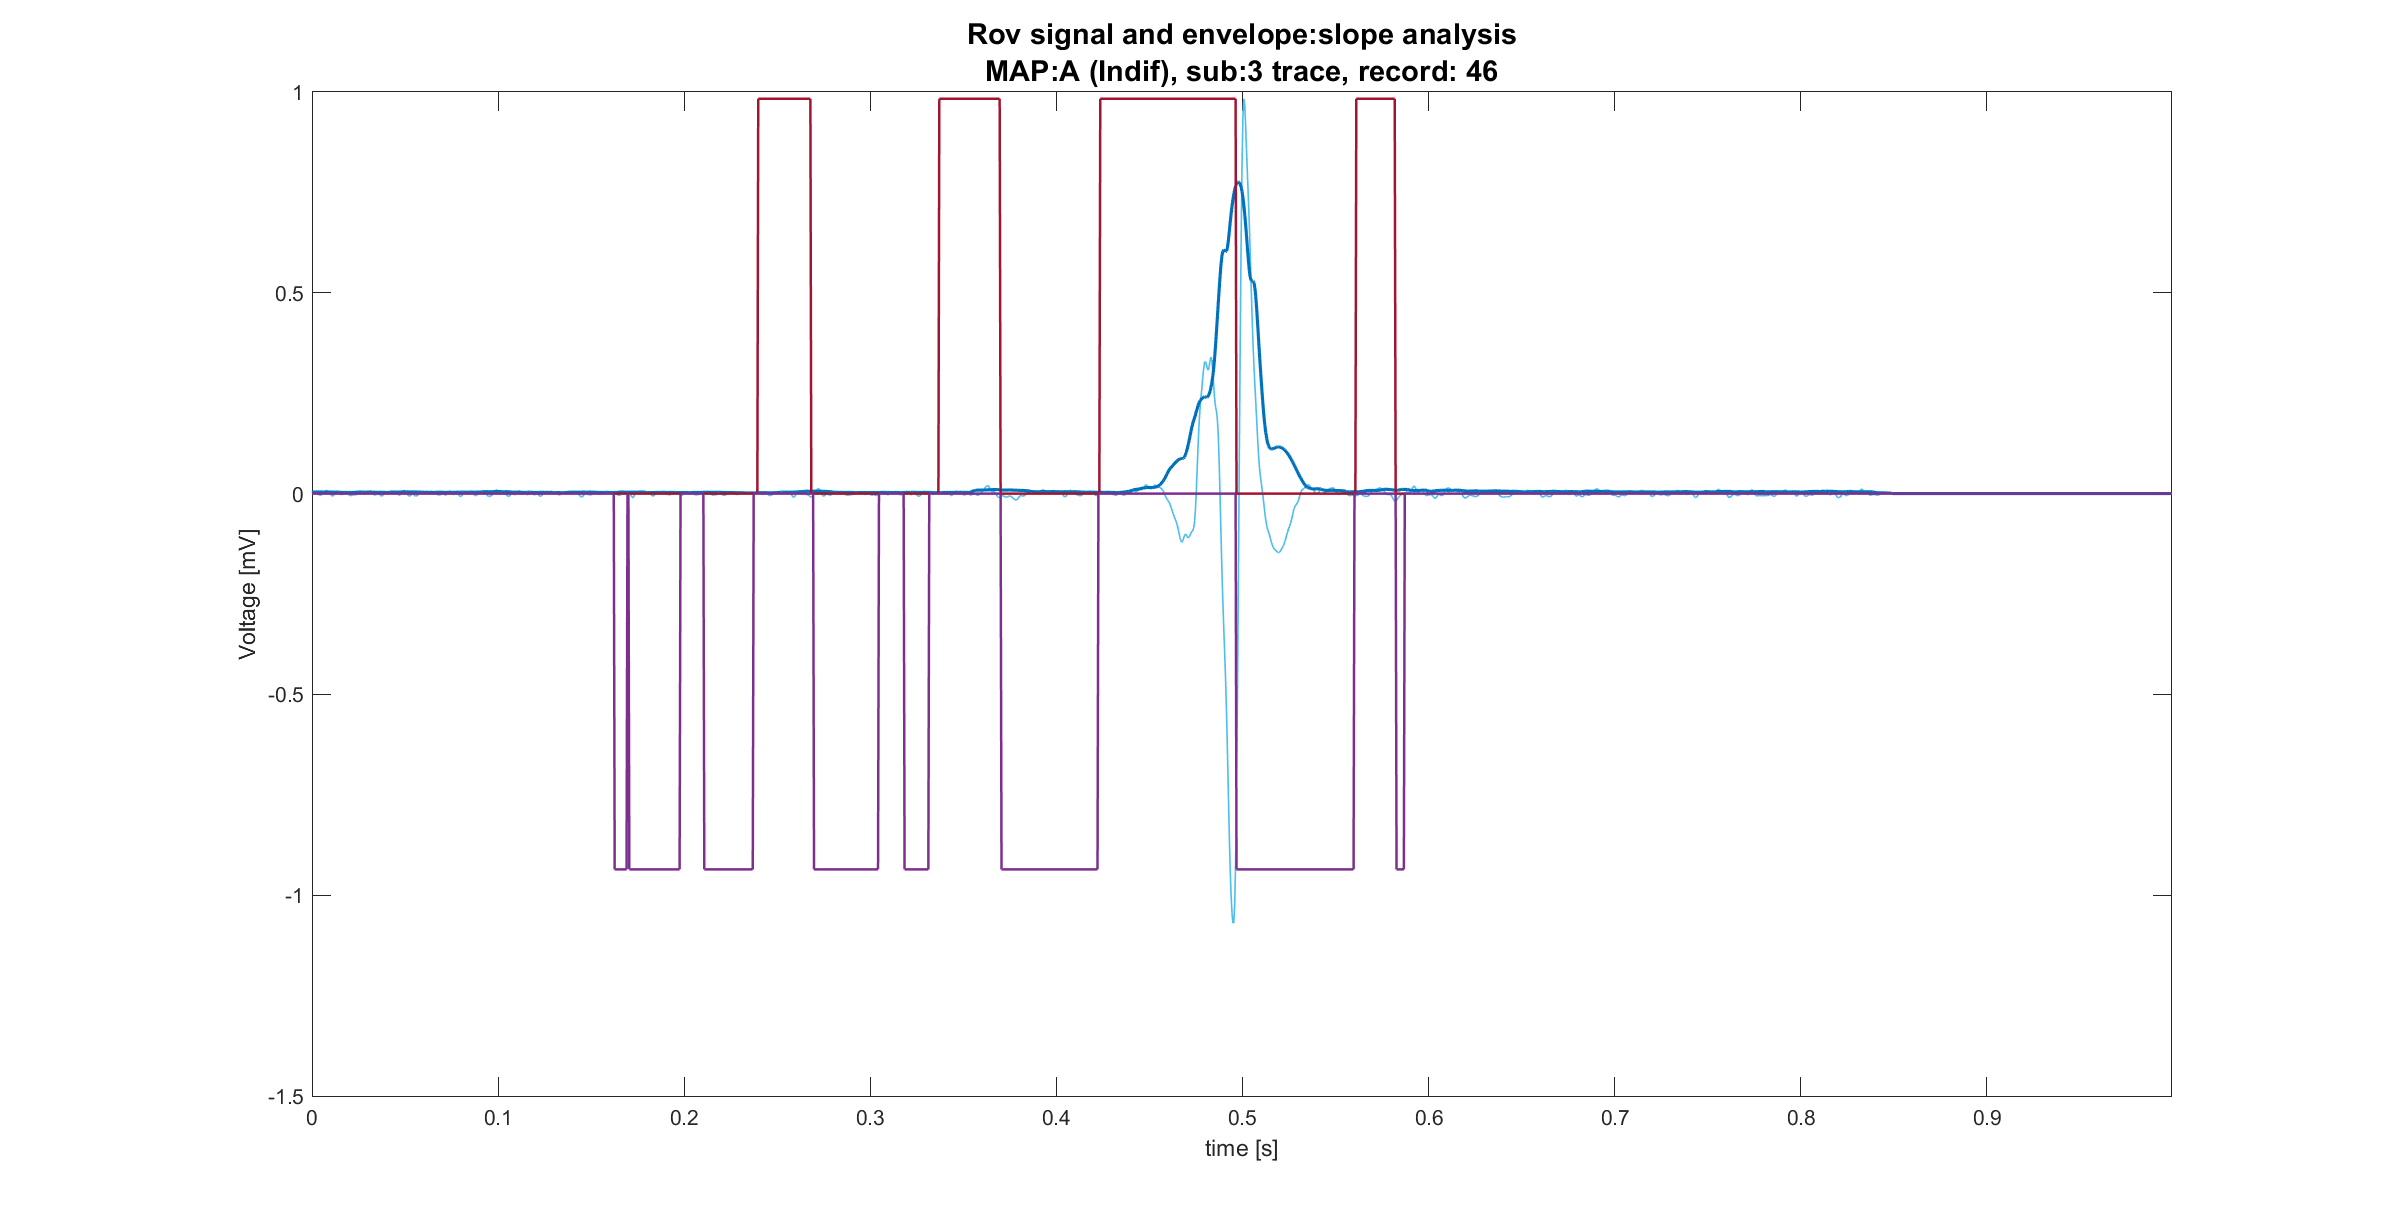 Rov signal and envelope:slope analysis
MAP:A (Indif), sub:3 trace, record: 46
1
0.5
0
-0.5
-1
-1.5
Voltage [mV]
0 0.1 0.2 0.3 0.4 0.5 0.6 0.7 0.8 0.9
time [s]